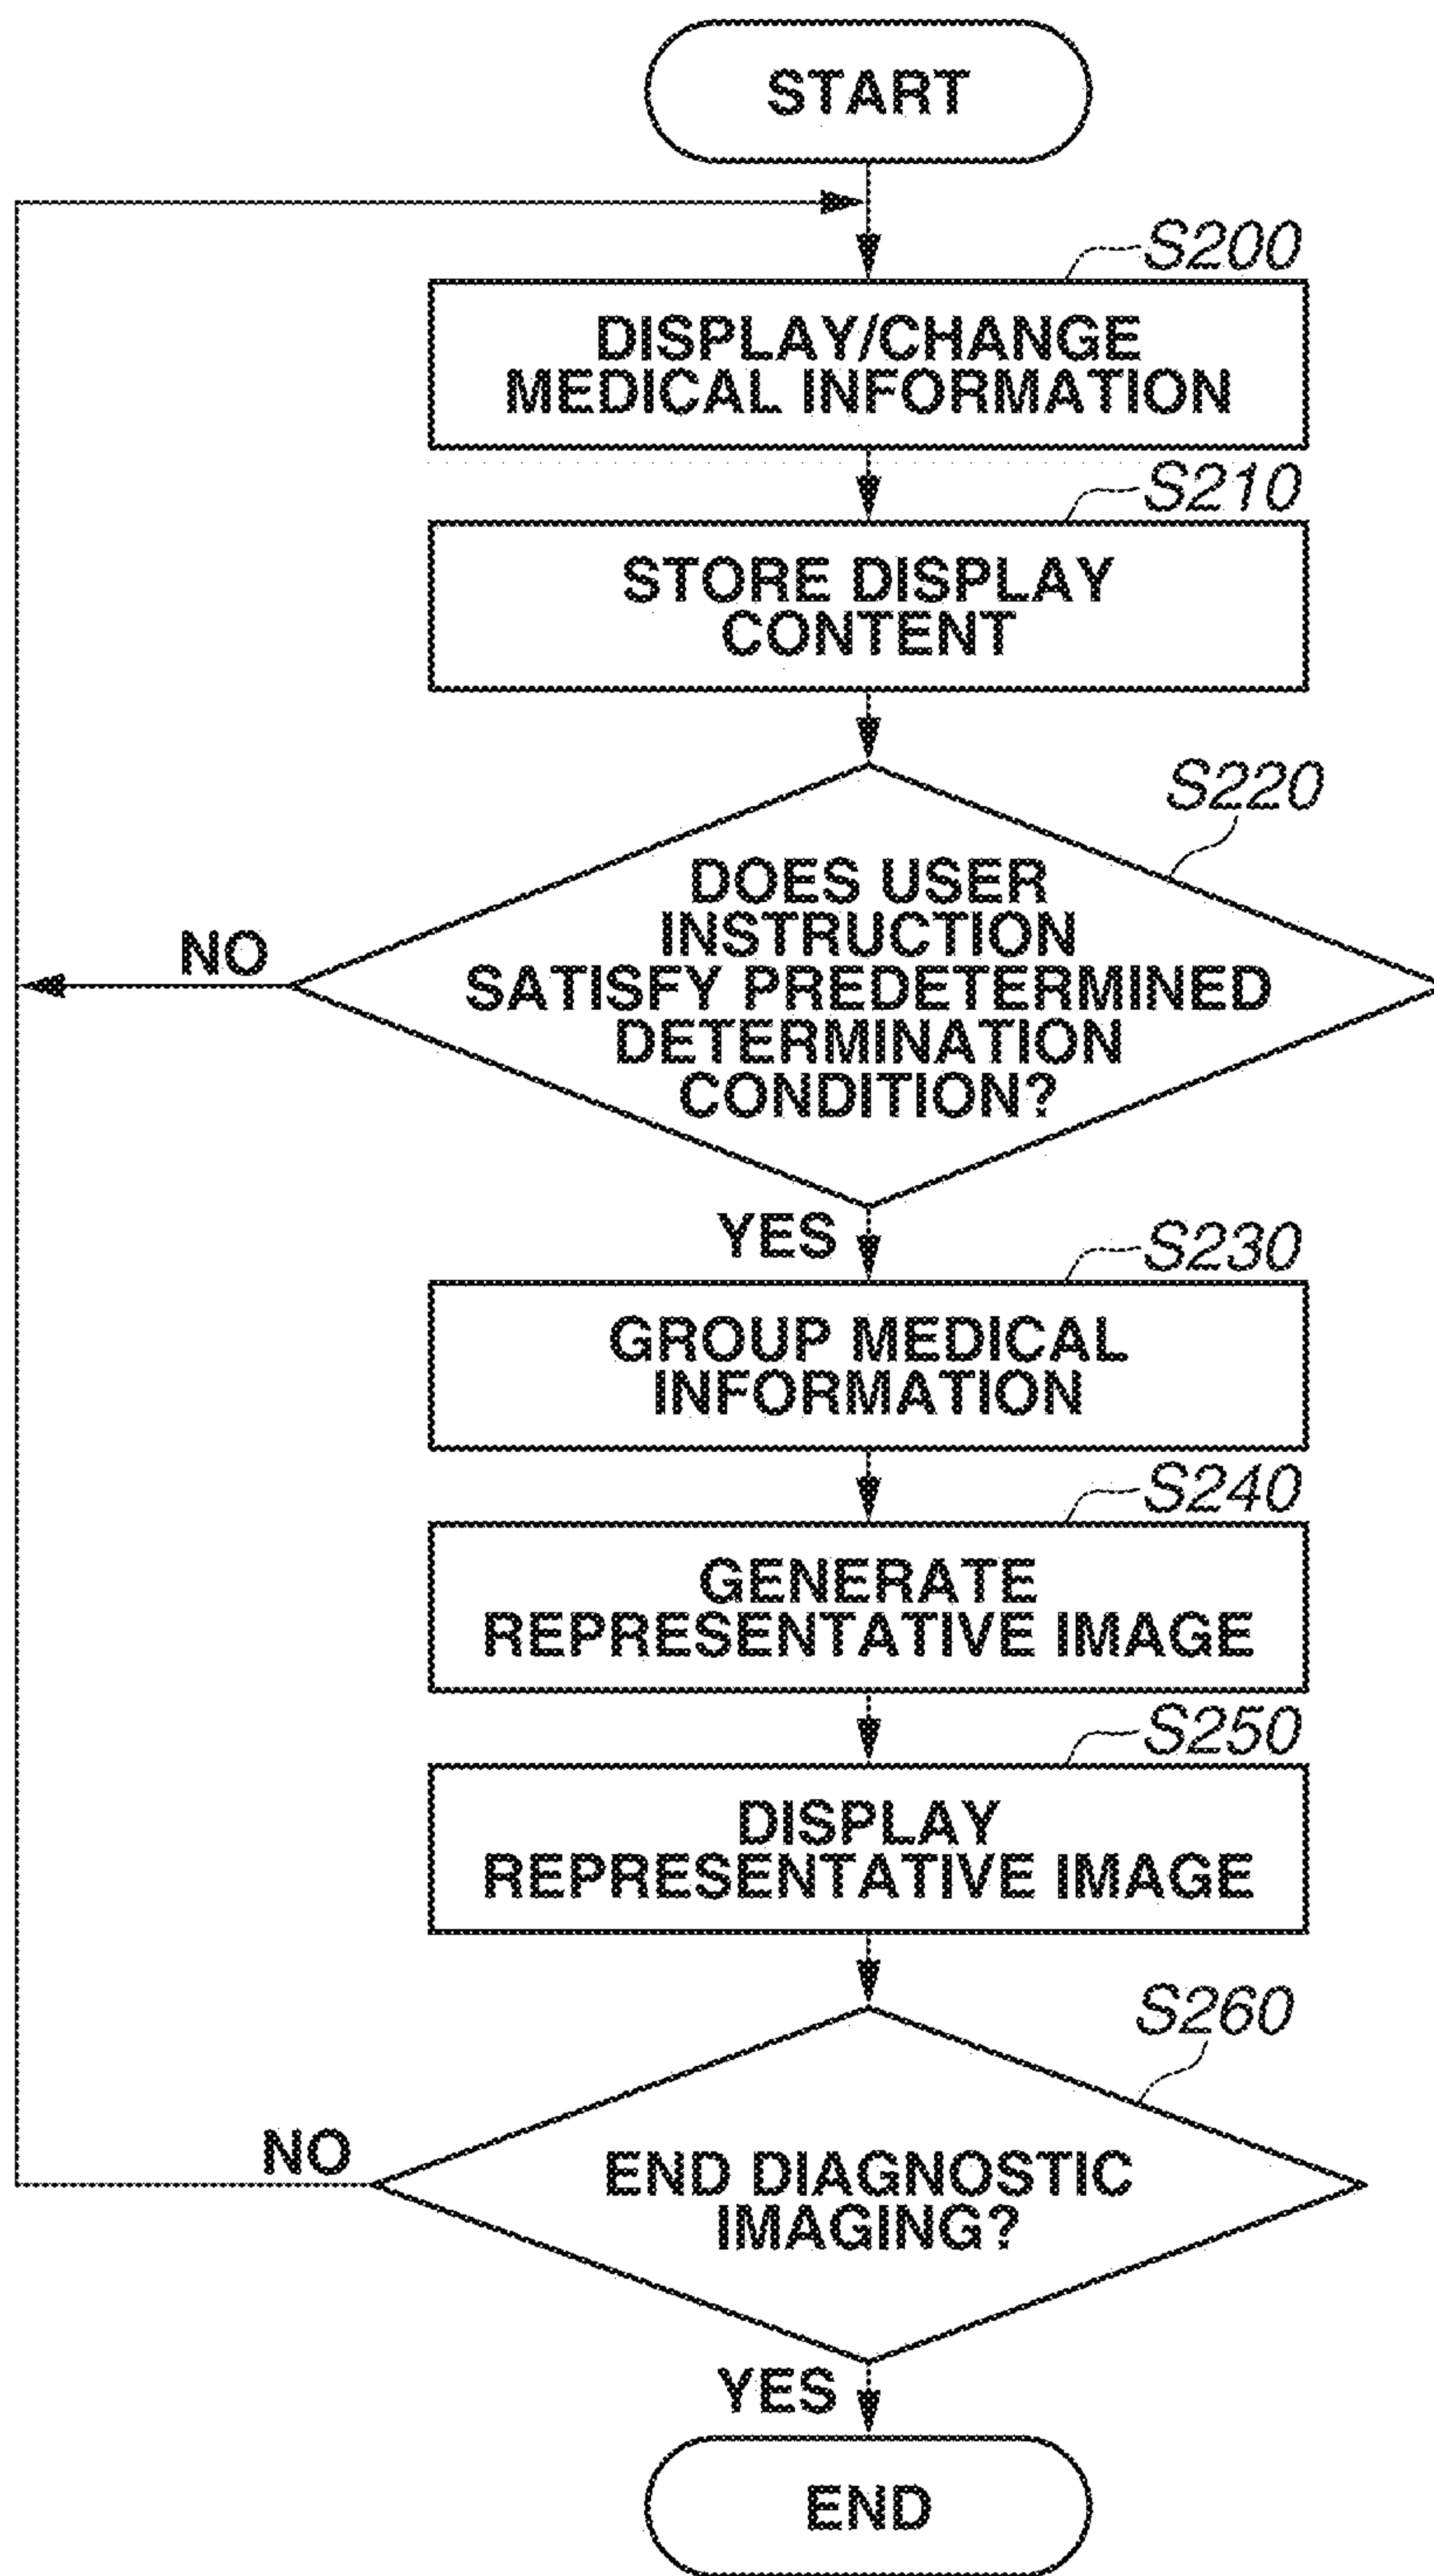 START
S200
DISPLAY/CHANGE
MEDICAL INFORMATION
S210
STORE DISPLAY
CONTENT
S220
DOES USER
INSTRUCTION
SATISFY PREDETERMINED
DETERMINATION
CONDITION?
NO
YES
S230
GROUP MEDICAL
INFORMATION
S240
GENERATE
REPRESENTATIVE IMAGE
S250
DISPLAY
REPRESENTATIVE IMAGE
S260
END DIAGNOSTIC
IMAGING?
NO
YES
END